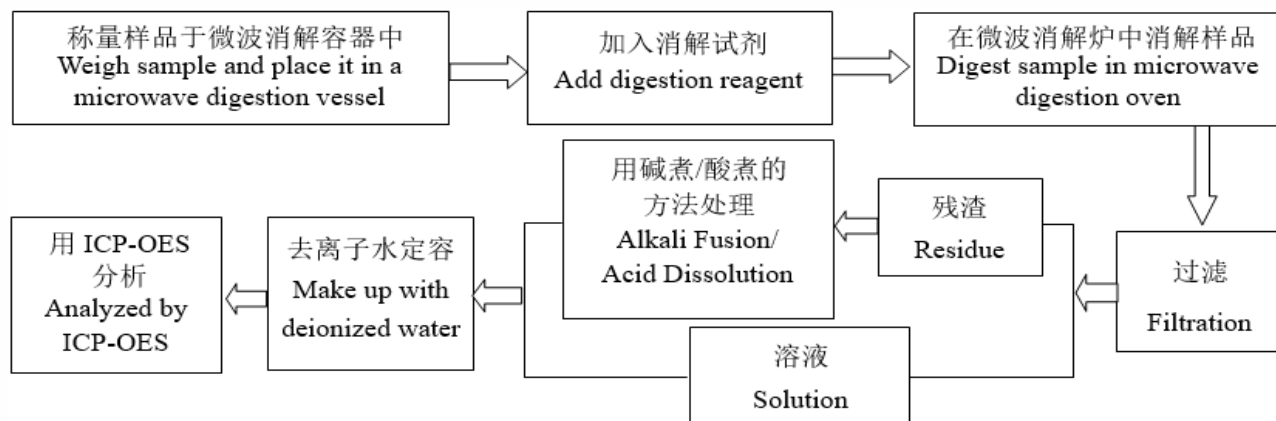 称量样品于微波消解容器中
Weigh sample and place it in a
microwave digestion vessel
加入消解试剂
Add digestion reagent
在微波消解炉中消解样品
Digest sample in microwave
digestion oven
过滤
Filtration
残渣
Residue
用碱煮/酸煮的
方法处理
Alkali Fusion/
Acid Dissolution
溶液
Solution
去离子水定容
Make up with
deionized water
用 ICP-OES
分析
Analyzed by
ICP-OES